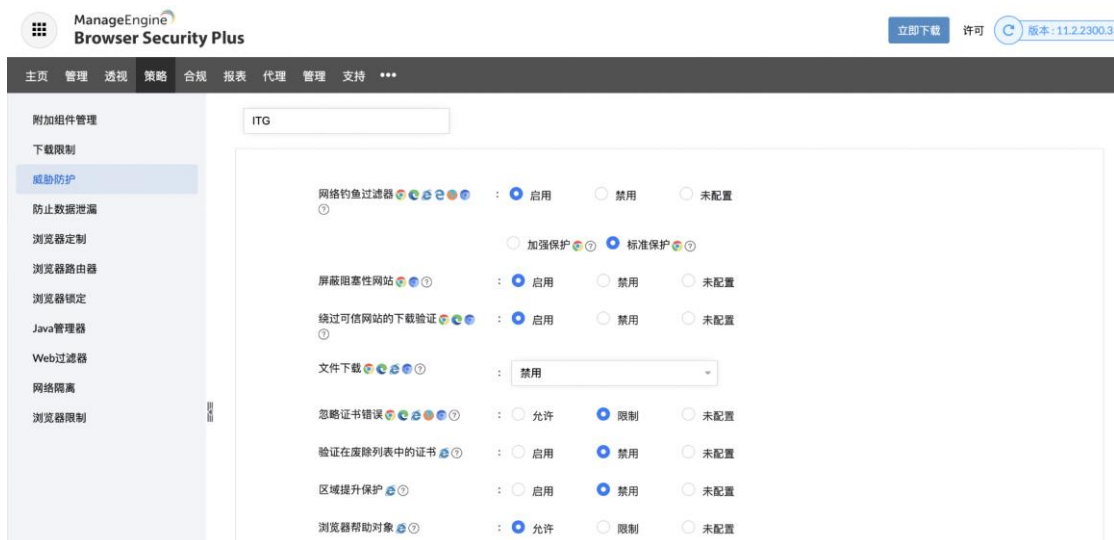 ManageEngine
Browser Security Plus
立即下载 许可 版本: 11.2.2300.3
主页 管理 透视 策略 合规 报表 代理 管理 支持 •••
附加组件管理
下载限制
威胁防护
防止数据泄漏
浏览器定制
浏览器路由器
浏览器锁定
Java管理器
Web过滤器
网络隔离
浏览器限制
ITG
网络钓鱼过滤器 ? : 启用 禁用 未配置
加强保护 ? 标准保护 ?
屏蔽阻塞性网站 ? : 启用 禁用 未配置
绕过可信网站的下载验证 ? : 启用 禁用 未配置
文件下载 ? : 禁用
忽略证书错误 ? : 允许 限制 未配置
验证在废除列表中的证书 ? : 启用 禁用 未配置
区域提升保护 ? : 启用 禁用 未配置
浏览器帮助对象 ? : 允许 限制 未配置